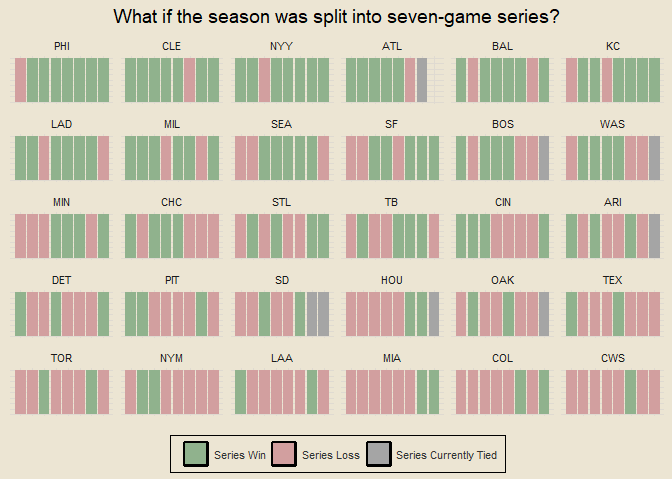 What if the season was split into seven-game series?
PHI CLE NYY ATL BAL KC
LAD MIL SEA SF BOS WAS
MIN CHC STL TB CIN ARI
DET PIT SD HOU OAK TEX
TOR NYM LAA MIA COL CWS
Series Win Series Loss Series Currently Tied